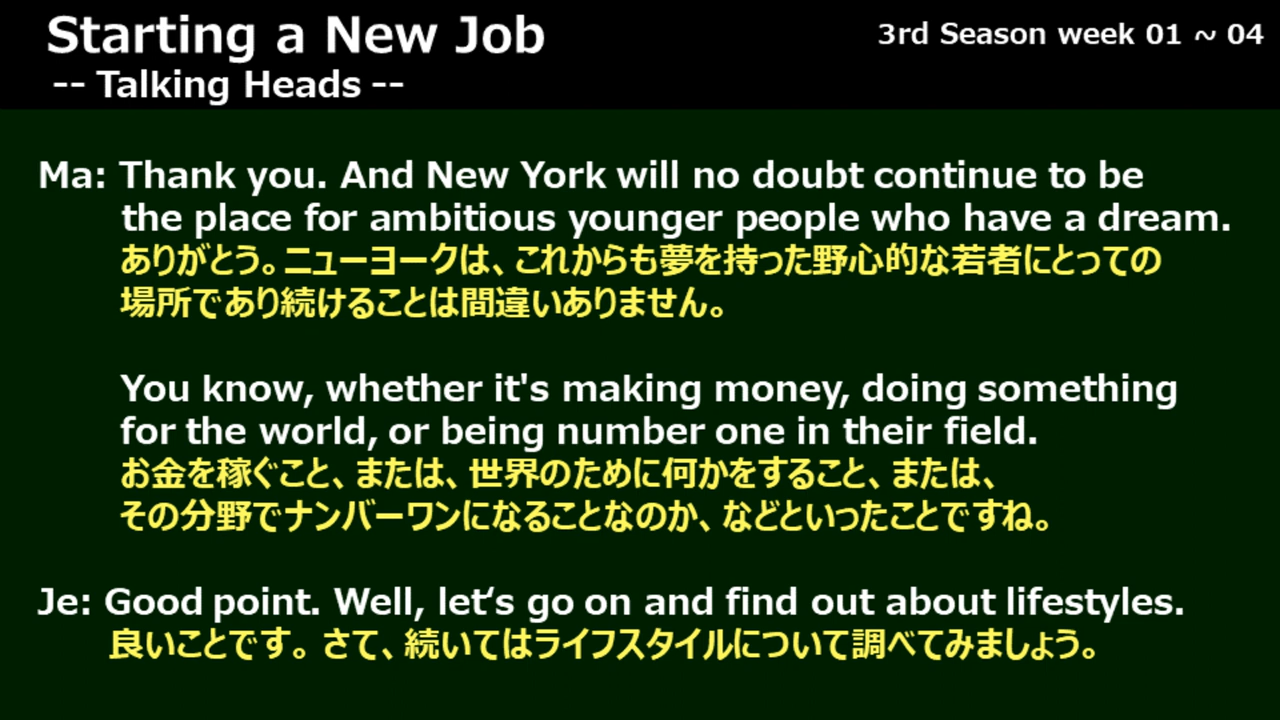 Starting a New Job
3rd Season week 01 ~ 04
-- Talking Heads --
Ma: Thank you. And New York will no doubt continue to be
the place for ambitious younger people who have a dream.
ありがとう。ニューヨークは、これからも夢を持った野心的な若者にとっての
場所であり続けることは間違いありません。
You know, whether it's making money, doing something
for the world, or being number one in their field.
お金を稼ぐこと、または、世界のために何かをすること、または、
その分野でナンバーワンになることなのか、などといったことですね。
Je: Good point. Well, let‘s go on and find out about lifestyles.
良いことです。さて、続いてはライフスタイルについて調べてみましょう。